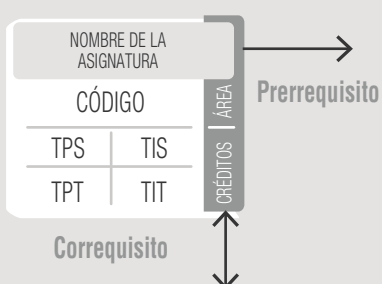 NOMBRE DE LA
ASIGNATURA
CÓDIGO
TPS TIS
TPT TIT
CRÉDITOS | ÁREA
Prerrequisito
Correquisito